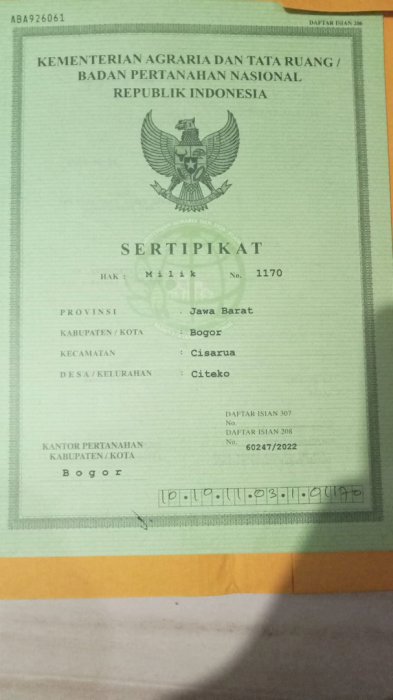 ABA926061
DAFTAR ISIAN 206
KEMENTERIAN AGRARIA DAN TATA RUANG /
BADAN PERTANAHAN NASIONAL
REPUBLIK INDONESIA
SERTIPIKAT
HAK : Milik No. 1170
PROVINSI : Jawa Barat
KABUPATEN / KOTA : Bogor
KECAMATAN : Cisarua
DESA / KELURAHAN : Citeko
DAFTAR ISIAN 307
No.
DAFTAR ISIAN 208
No. 60247/2022
KANTOR PERTANAHAN
KABUPATEN / KOTA
Bogor
10.19.11.03.1.01170